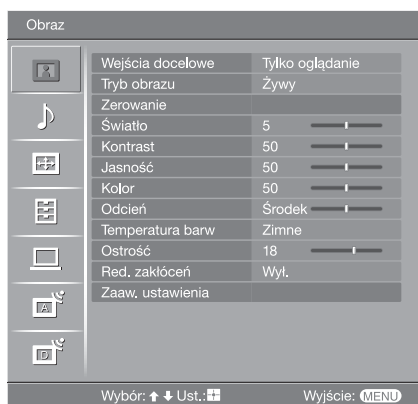 Obraz
Wejścia docelowe Tylko oglądanie
Tryb obrazu Żywy
Zerowanie
Światło 5
Kontrast 50
Jasność 50
Kolor 50
Odcień Środek
Temperatura barw Zimne
Ostrość 18
Red. zakłóceń Wył.
Zaaw. ustawienia
A
D
Wybór: Ust.: Wyjście: MENU